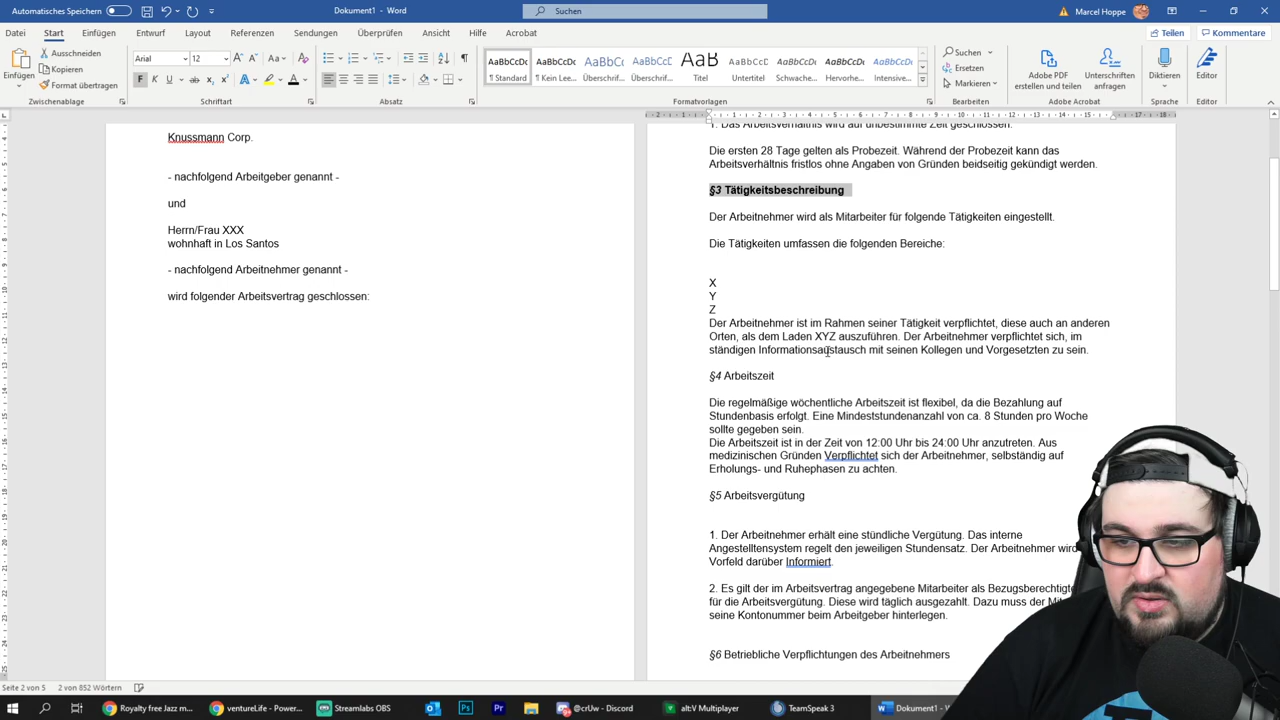 Automatisches Speichern
Dokument1 - Word
Suchen
Marcel Hoppe
Datei Start Einfügen Entwurf Layout Referenzen Sendungen Überprüfen Ansicht Hilfe Acrobat
Teilen Kommentare
Einfügen
Ausschneiden
Kopieren
Format übertragen
Zwischenablage
Arial 12
Schriftart
Absatz
AaBbCcDc AaBbCcDc AaBbCc AaBbCcC AaB AaBbCcD AaBbCcDc AaBbCcDc AaBbCcDc
¶ Standard ¶ Kein Lee... Überschrif... Überschrif... Titel Untertitel Schwache... Hervorhe... Intensive...
Formatvorlagen
Suchen
Ersetzen
Markieren
Bearbeiten
Adobe PDF
erstellen und teilen
Unterschriften
anfragen
Adobe Acrobat
Diktieren
Sprache
Editor
Editor
Knussmann Corp.
- nachfolgend Arbeitgeber genannt -
und
Herrn/Frau XXX
wohnhaft in Los Santos
- nachfolgend Arbeitnehmer genannt -
wird folgender Arbeitsvertrag geschlossen:
1. Das Arbeitsverhältnis wird auf unbestimmte Zeit geschlossen.
Die ersten 28 Tage gelten als Probezeit. Während der Probezeit kann das
Arbeitsverhältnis fristlos ohne Angaben von Gründen beidseitig gekündigt werden.
§3 Tätigkeitsbeschreibung
Der Arbeitnehmer wird als Mitarbeiter für folgende Tätigkeiten eingestellt.
Die Tätigkeiten umfassen die folgenden Bereiche:
X
Y
Z
Der Arbeitnehmer ist im Rahmen seiner Tätigkeit verpflichtet, diese auch an anderen
Orten, als dem Laden XYZ auszuführen. Der Arbeitnehmer verpflichtet sich, im
ständigen Informationsaustausch mit seinen Kollegen und Vorgesetzten zu sein.
§4 Arbeitszeit
Die regelmäßige wöchentliche Arbeitszeit ist flexibel, da die Bezahlung auf
Stundenbasis erfolgt. Eine Mindeststundenanzahl von ca. 8 Stunden pro Woche
sollte gegeben sein.
Die Arbeitszeit ist in der Zeit von 12:00 Uhr bis 24:00 Uhr anzutreten. Aus
medizinischen Gründen Verpflichtet sich der Arbeitnehmer, selbständig auf
Erholungs- und Ruhephasen zu achten.
§5 Arbeitsvergütung
1. Der Arbeitnehmer erhält eine stündliche Vergütung. Das interne
Angestelltensystem regelt den jeweiligen Stundensatz. Der Arbeitnehmer wird
Vorfeld darüber Informiert.
2. Es gilt der im Arbeitsvertrag angegebene Mitarbeiter als Bezugsberechtigte
für die Arbeitsvergütung. Diese wird täglich ausgezahlt. Dazu muss der
seine Kontonummer beim Arbeitgeber hinterlegen.
§6 Betriebliche Verpflichtungen des Arbeitnehmers
Seite 2 von 5 2 von 852 Wörtern
Royalty free Jazz m... ventureLife - Power... Streamlabs OBS @crUw - Discord alt:V Multiplayer TeamSpeak 3 Dokument1 -